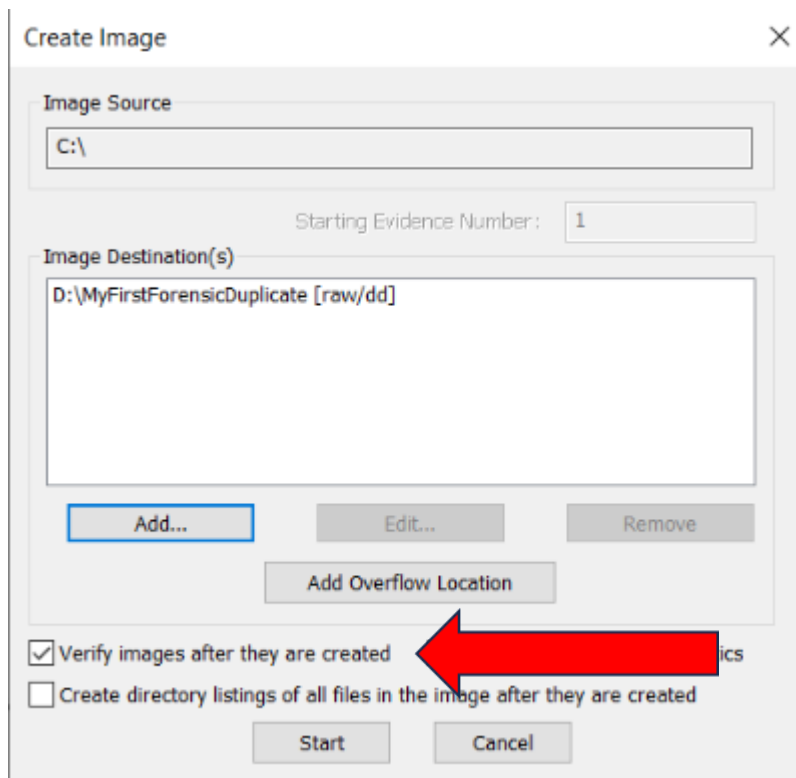 Create Image
Image Source
C:\
Starting Evidence Number: 1
Image Destination(s)
D:\MyFirstForensicDuplicate [raw/dd]
Add... Edit... Remove
Add Overflow Location
Verify images after they are created
Create directory listings of all files in the image after they are created
Start Cancel